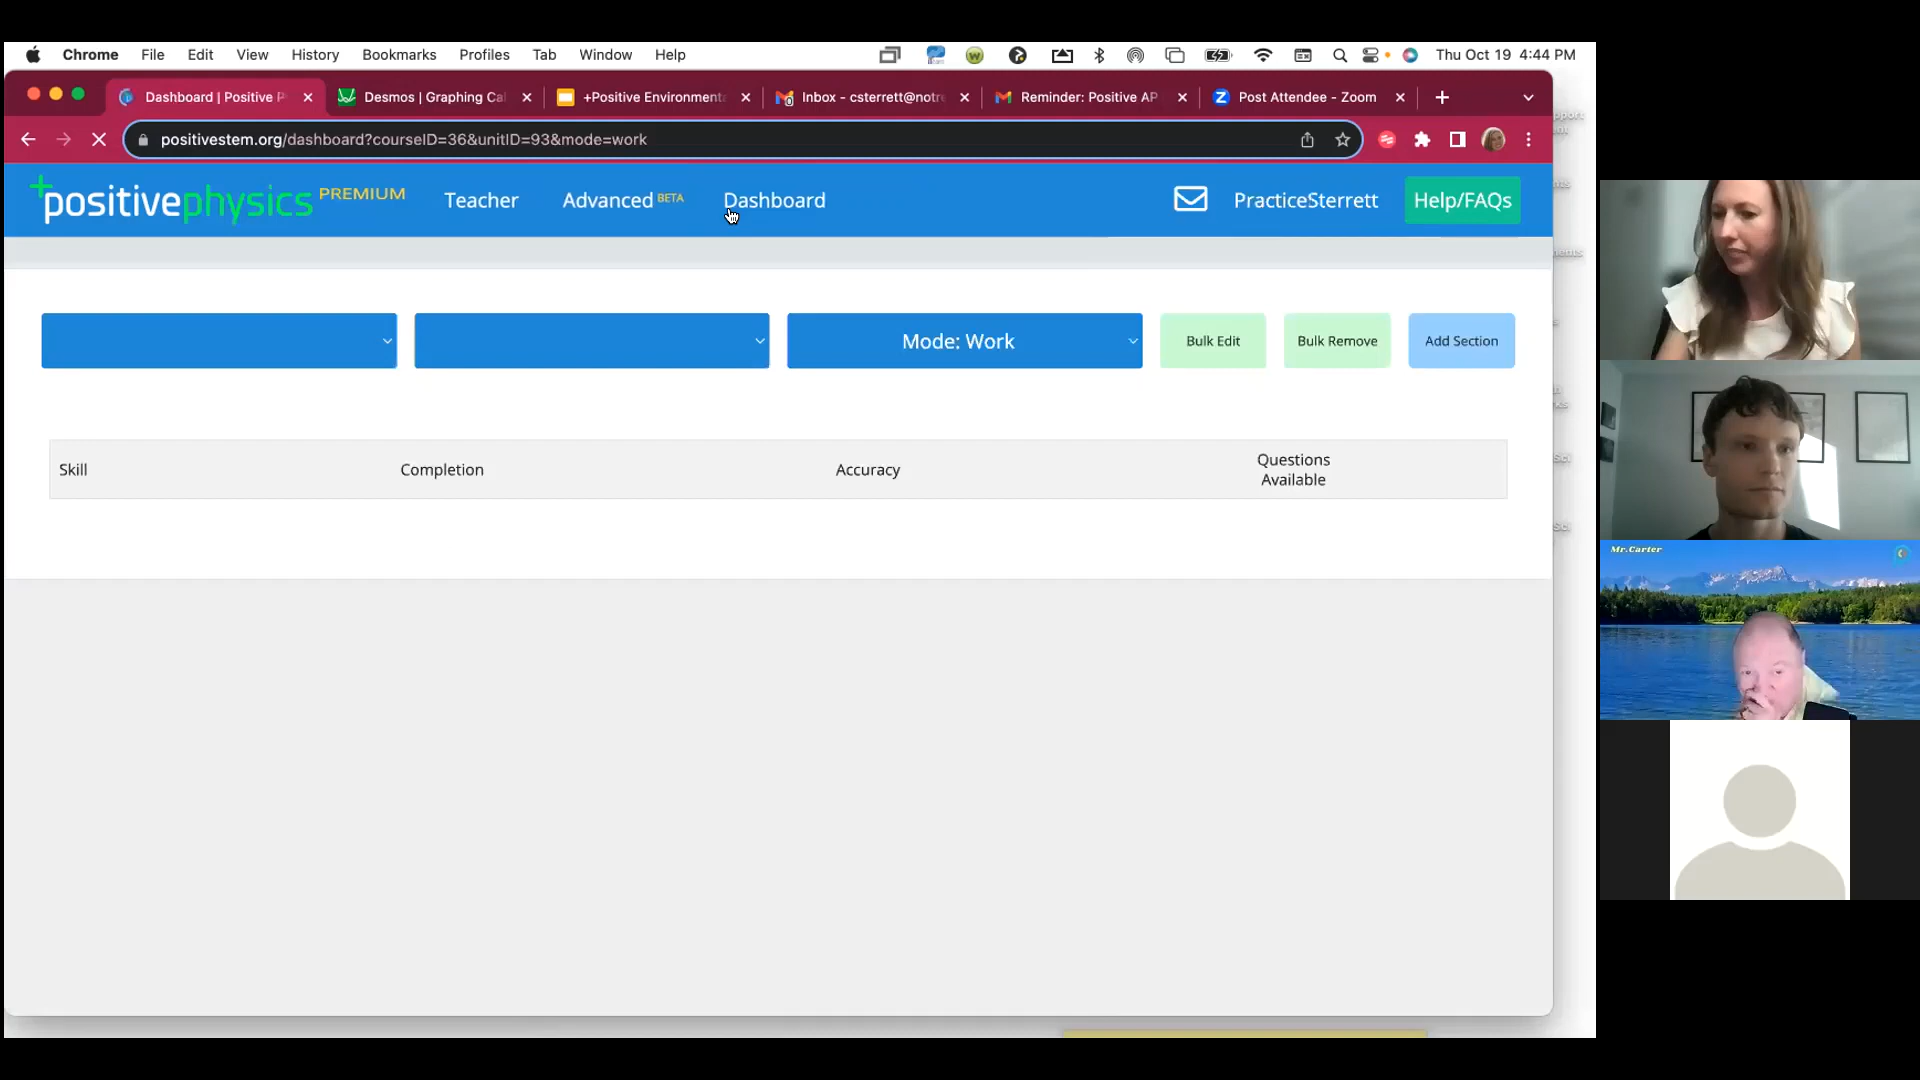 Chrome File Edit View History Bookmarks Profiles Tab Window Help Thu Oct 19 4:44 PM
Dashboard | Positive P Desmos | Graphing Cal +Positive Environment Inbox - csterrett@notre Reminder: Positive AP Post Attendee - Zoom
positivestem.org/dashboard?courseID=36&unitID=93&mode=work
+positivephysics PREMIUM Teacher Advanced BETA Dashboard PracticeSterrett Help/FAQs
Mode: Work Bulk Edit Bulk Remove Add Section
Skill Completion Accuracy Questions
Available
Mr.Carter